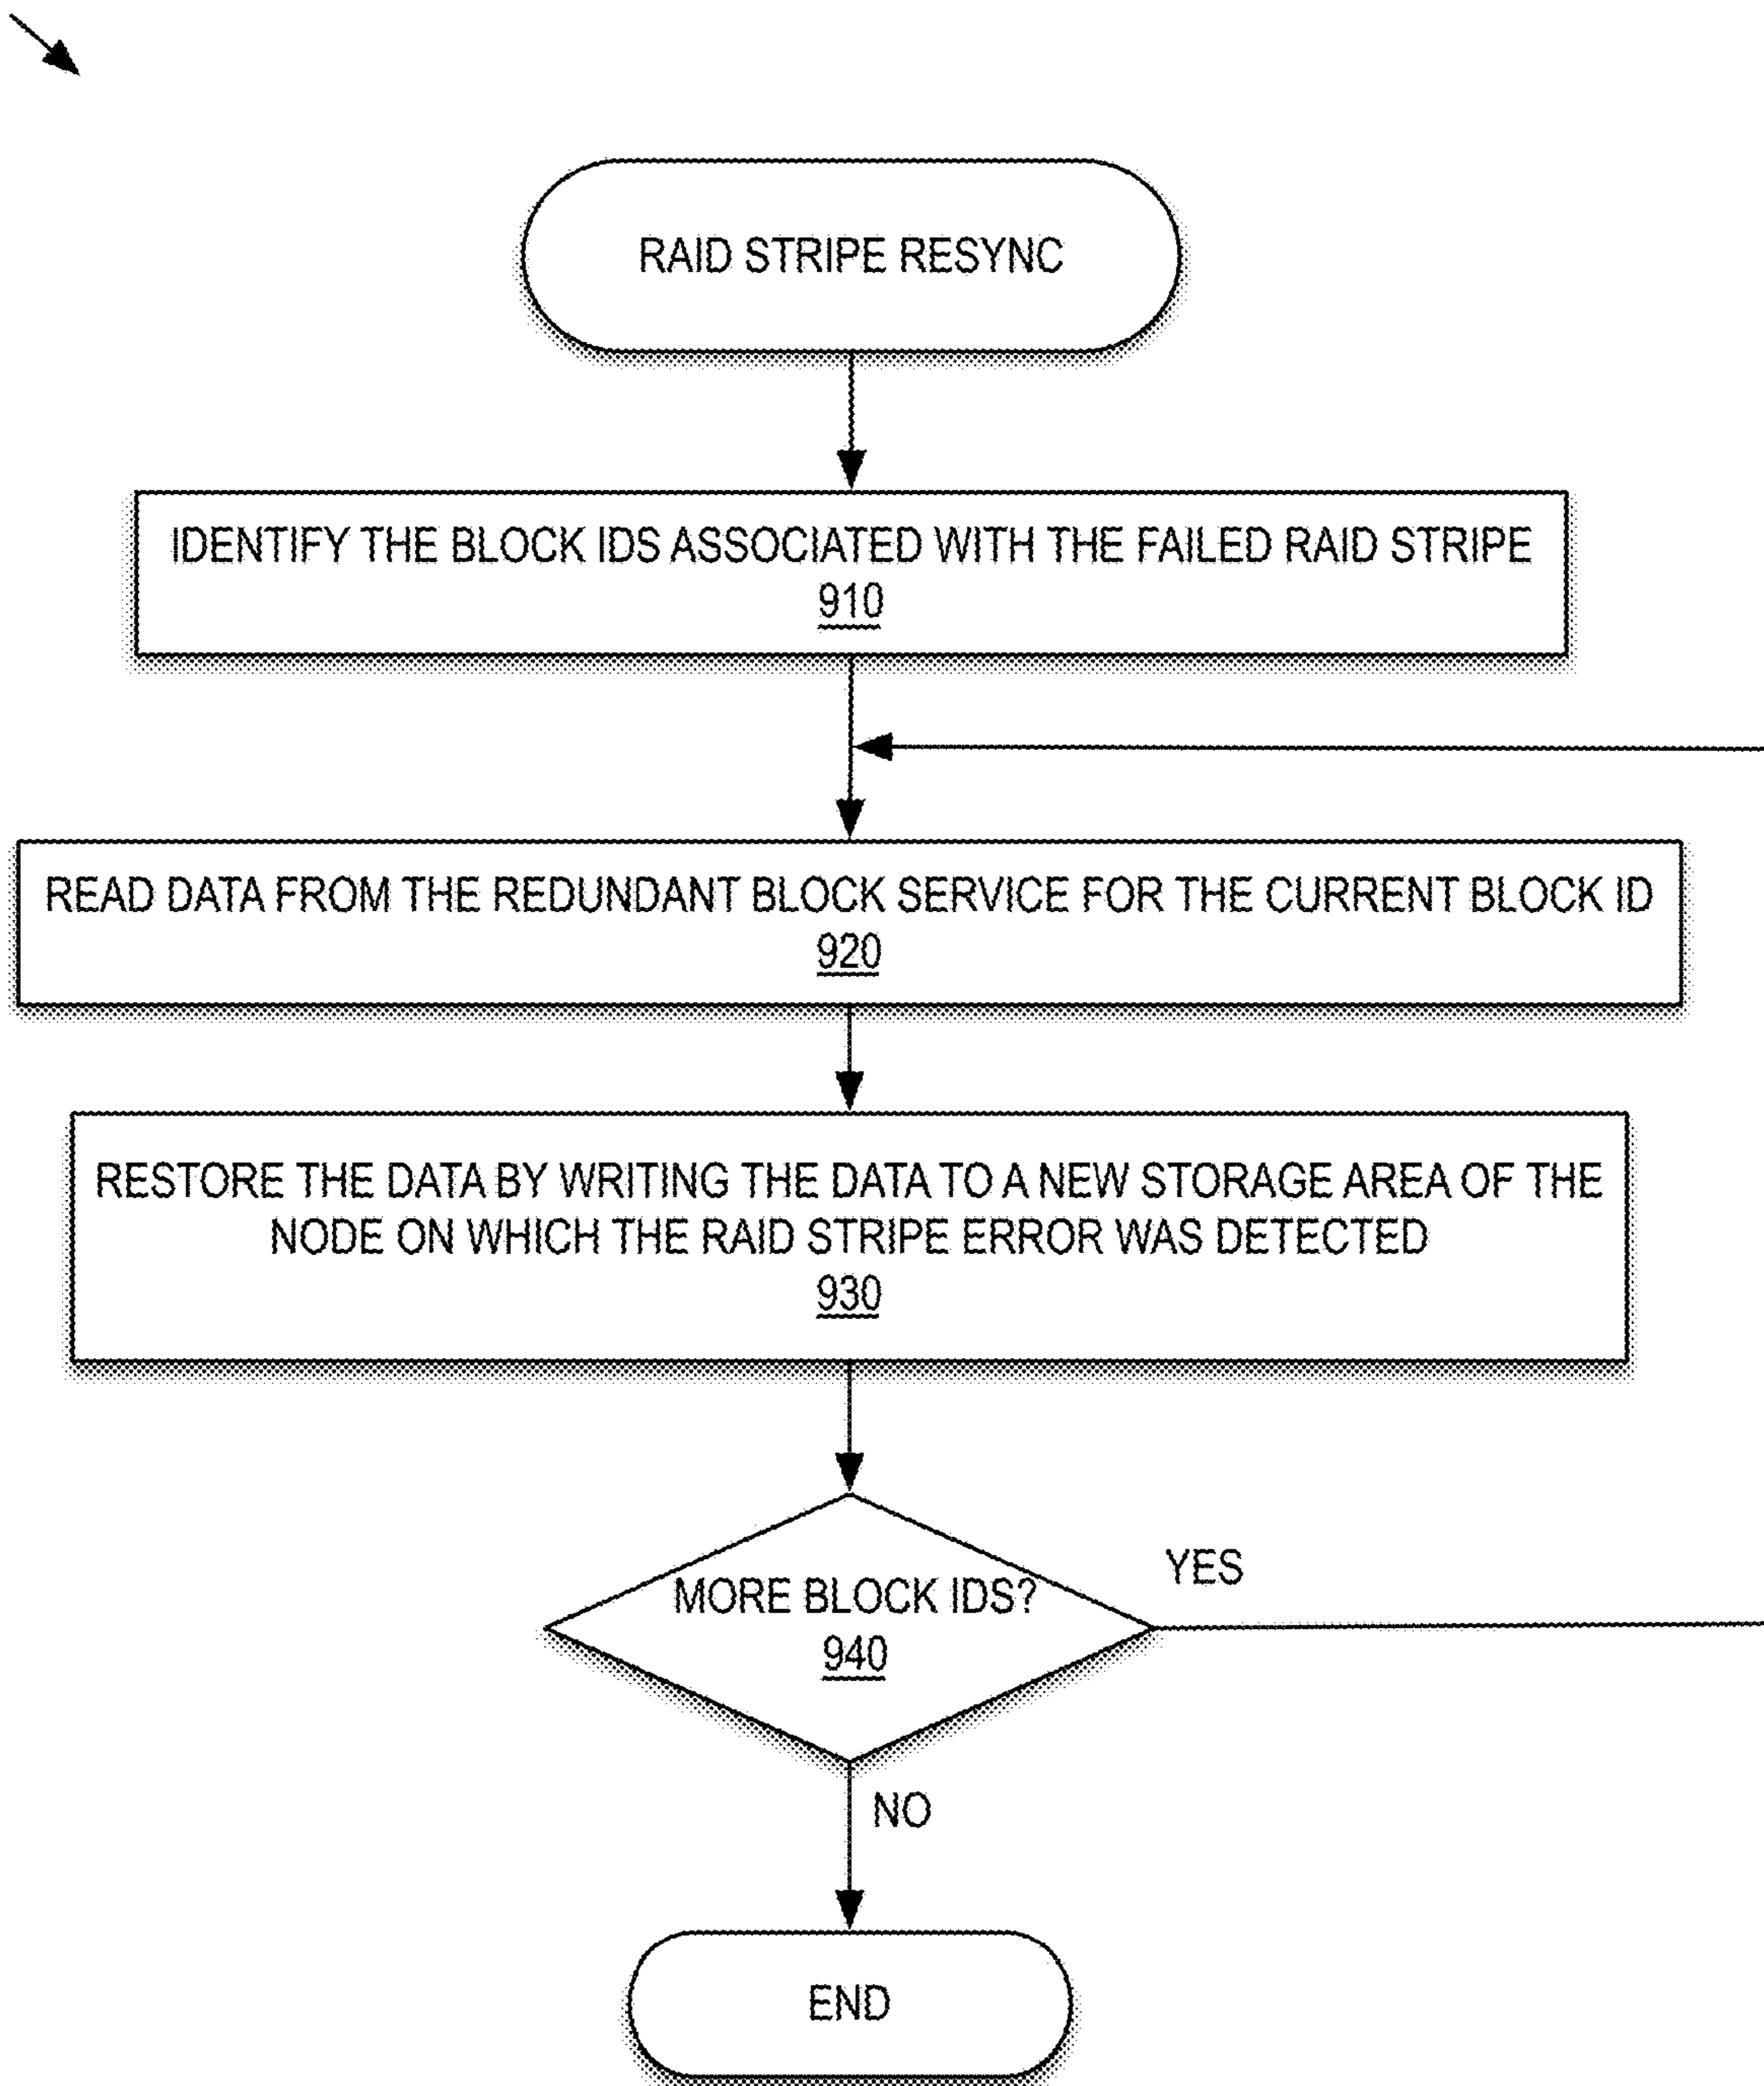 RAID STRIPE RESYNC
IDENTIFY THE BLOCK IDS ASSOCIATED WITH THE FAILED RAID STRIPE
910
READ DATA FROM THE REDUNDANT BLOCK SERVICE FOR THE CURRENT BLOCK ID
920
RESTORE THE DATA BY WRITING THE DATA TO A NEW STORAGE AREA OF THE
NODE ON WHICH THE RAID STRIPE ERROR WAS DETECTED
930
YES
MORE BLOCK IDS?
940
NO
END